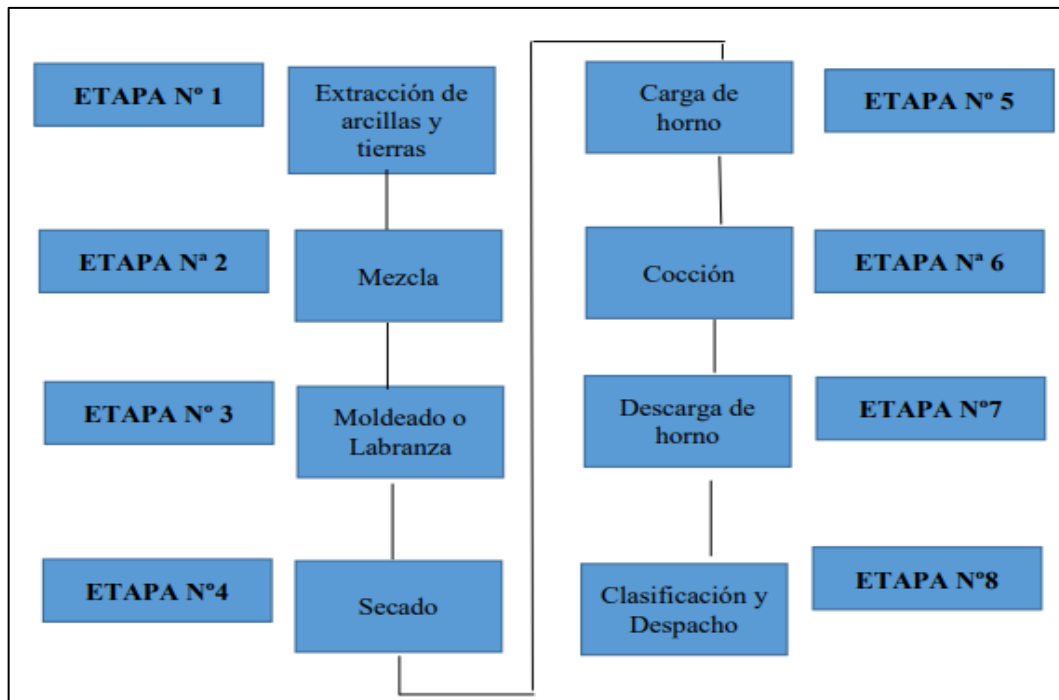 ETAPA Nº 1
Extracción de
arcillas y
tierras
ETAPA Nª 2
Mezcla
ETAPA Nº 3
Moldeado o
Labranza
ETAPA Nº4
Secado
Carga de
horno
ETAPA Nº 5
Cocción
ETAPA Nª 6
Descarga de
horno
ETAPA Nº7
Clasificación y
Despacho
ETAPA Nº8